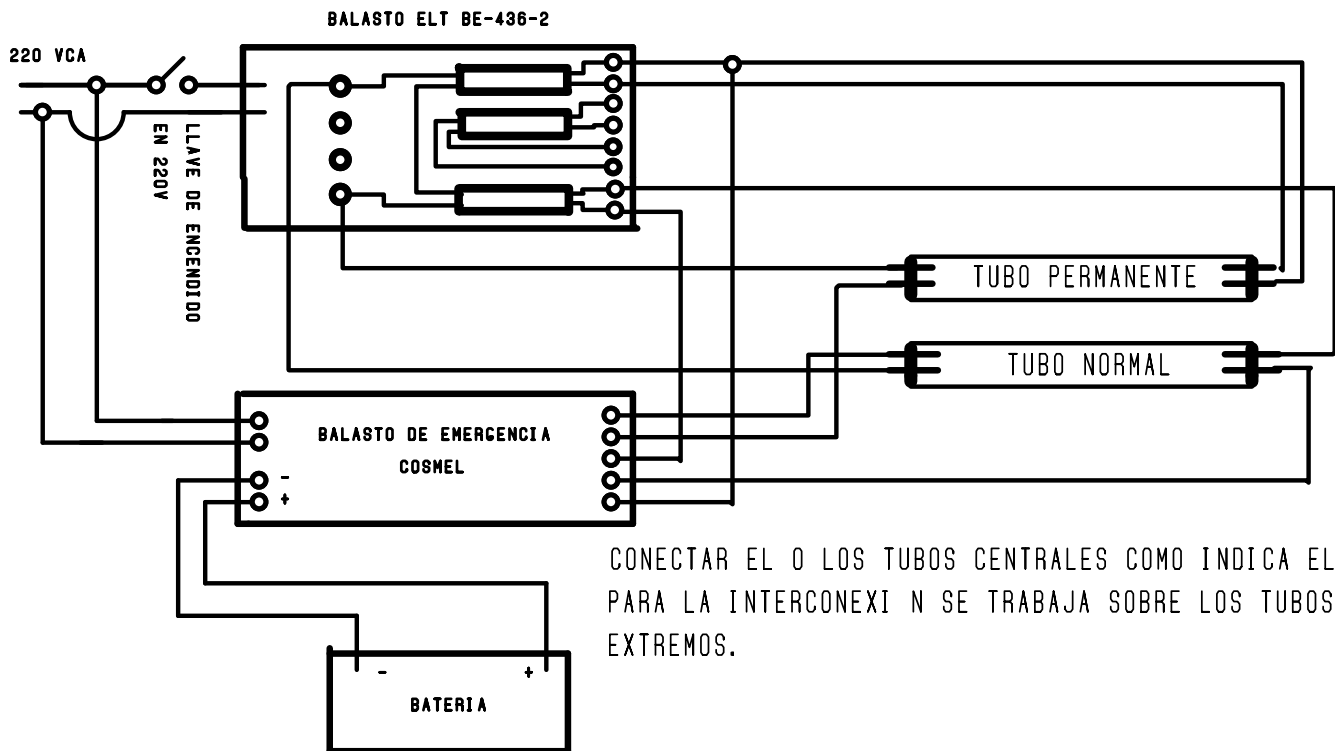 BALASTO ELT BE-436-2
220 VCA
LLAVE DE ENCENDIDO
EN 220V
TUBO PERMANENTE
TUBO NORMAL
BALASTO DE EMERGENCIA
COSMEL
-
+
CONECTAR EL O LOS TUBOS CENTRALES COMO INDICA EL
PARA LA INTERCONEXI N SE TRABAJA SOBRE LOS TUBOS
EXTREMOS.
- +
BATERIA